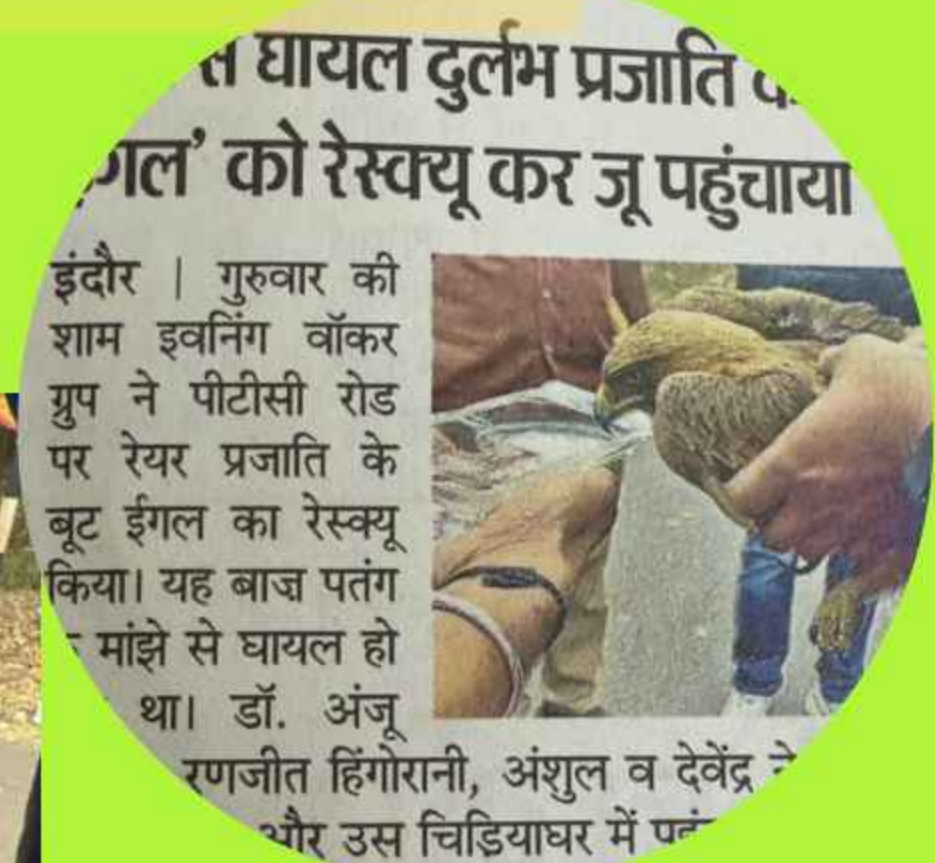 से घायल दुर्लभ प्रजाति
को रेस्क्यू कर जू पहुंचाया
इंदौर | गुरुवार की
शाम इवनिंग वॉकर
ग्रुप ने पीटीसी रोड
पर रेयर प्रजाति के
बूट ईगल का रेस्क्यू
किया। यह बाज़ पतंग
मांझे से घायल हो
था। डॉ. अंजू
रणजीत हिंगोरानी, अंशुल व देवेंद्र ने
और उस चिड़ियाघर में